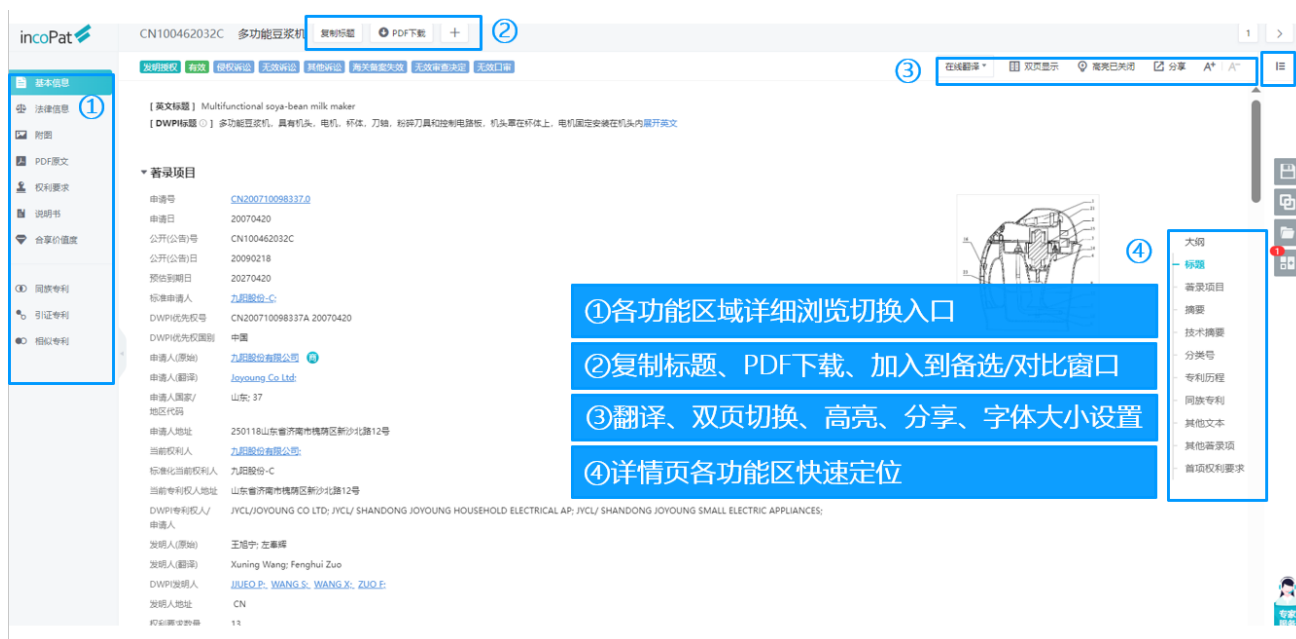 incoPat
CN100462032C 多功能豆浆机 复制标题 PDF下载 + ② 1 >
发明授权 有效 侵权诉讼 无效诉讼 其他诉讼 海关备案失效 无效审查决定 无效口审 ③ 在线翻译 双页显示 高亮已关闭 分享 A+ A-
基本信息
法律信息 ①
附图
PDF原文
权利要求
说明书
合享价值度
同族专利
引证专利
相似专利
[ 英文标题 ] Multifunctional soya-bean milk maker
[ DWPI标题 ] 多功能豆浆机，具有机头、电机、杯体、刀轴、粉碎刀具和控制电路板，机头罩在杯体上，电机固定安装在机头内展开英文
著录项目
申请号 CN200710098337.0
申请日 20070420
公开(公告)号 CN100462032C
公开(公告)日 20090218
预估到期日 20270420
标准申请人 九阳股份-C;
DWPI优先权号 CN200710098337A 20070420
DWPI优先权国别 中国
申请人(原始) 九阳股份有限公司 商
申请人(翻译) Joyoung Co Ltd;
申请人国家/ 山东; 37
地区代码
申请人地址 250118山东省济南市槐荫区新沙北路12号
当前权利人 九阳股份有限公司;
标准化当前权利人 九阳股份-C
当前专利权人地址 山东省济南市槐荫区新沙北路12号
DWPI专利权人/ JYCL/JOYOUNG CO LTD; JYCL/ SHANDONG JOYOUNG HOUSEHOLD ELECTRICAL AP; JYCL/ SHANDONG JOYOUNG SMALL ELECTRIC APPLIANCES;
申请人
发明人(原始) 王旭宁; 左奉辉
发明人(翻译) Xuning Wang; Fenghui Zuo
DWPI发明人 JIUEO P; WANG S; WANG X; ZUO F;
发明人地址 CN
权利要求数量 13
①各功能区域详细浏览切换入口
②复制标题、PDF下载、加入到备选/对比窗口
③翻译、双页切换、高亮、分享、字体大小设置
④详情页各功能区快速定位
④
大纲
标题
著录项目
摘要
技术摘要
分类号
专利历程
同族专利
其他文本
其他著录项
首项权利要求
1
专家